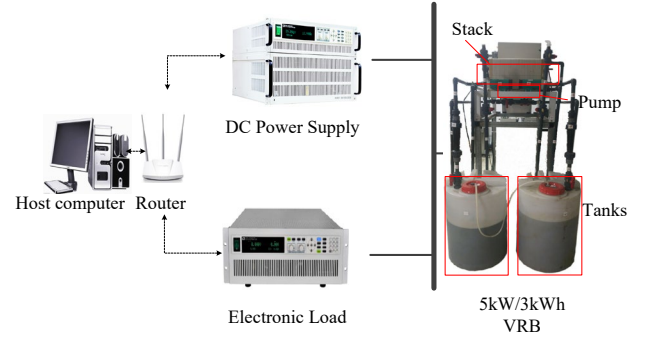 Stack
Pump
DC Power Supply
Host computer
Router
Tanks
Electronic Load
5kW/3kWh
VRB